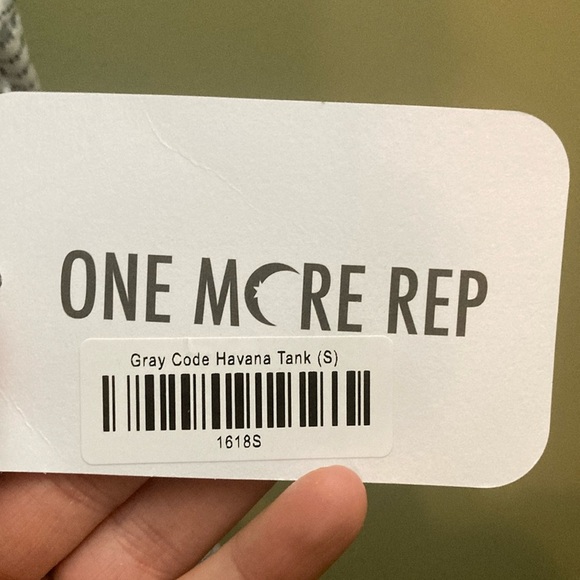 ONE MORE REP
Gray Code Havana Tank (S)
1618S